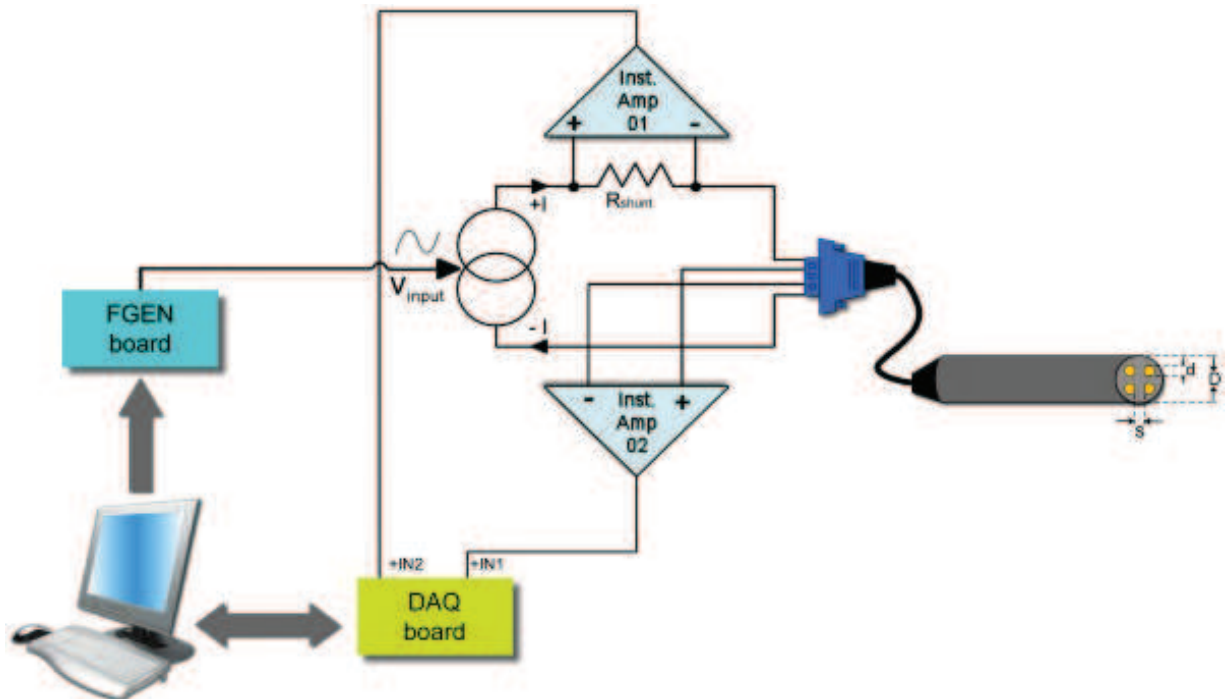 Inst.
Amp
01
+ -
+I
Rshunt
Vinput
FGEN
board
- I
- Inst. +
Amp
02
d
D
s
+IN2 +IN1
DAQ
board